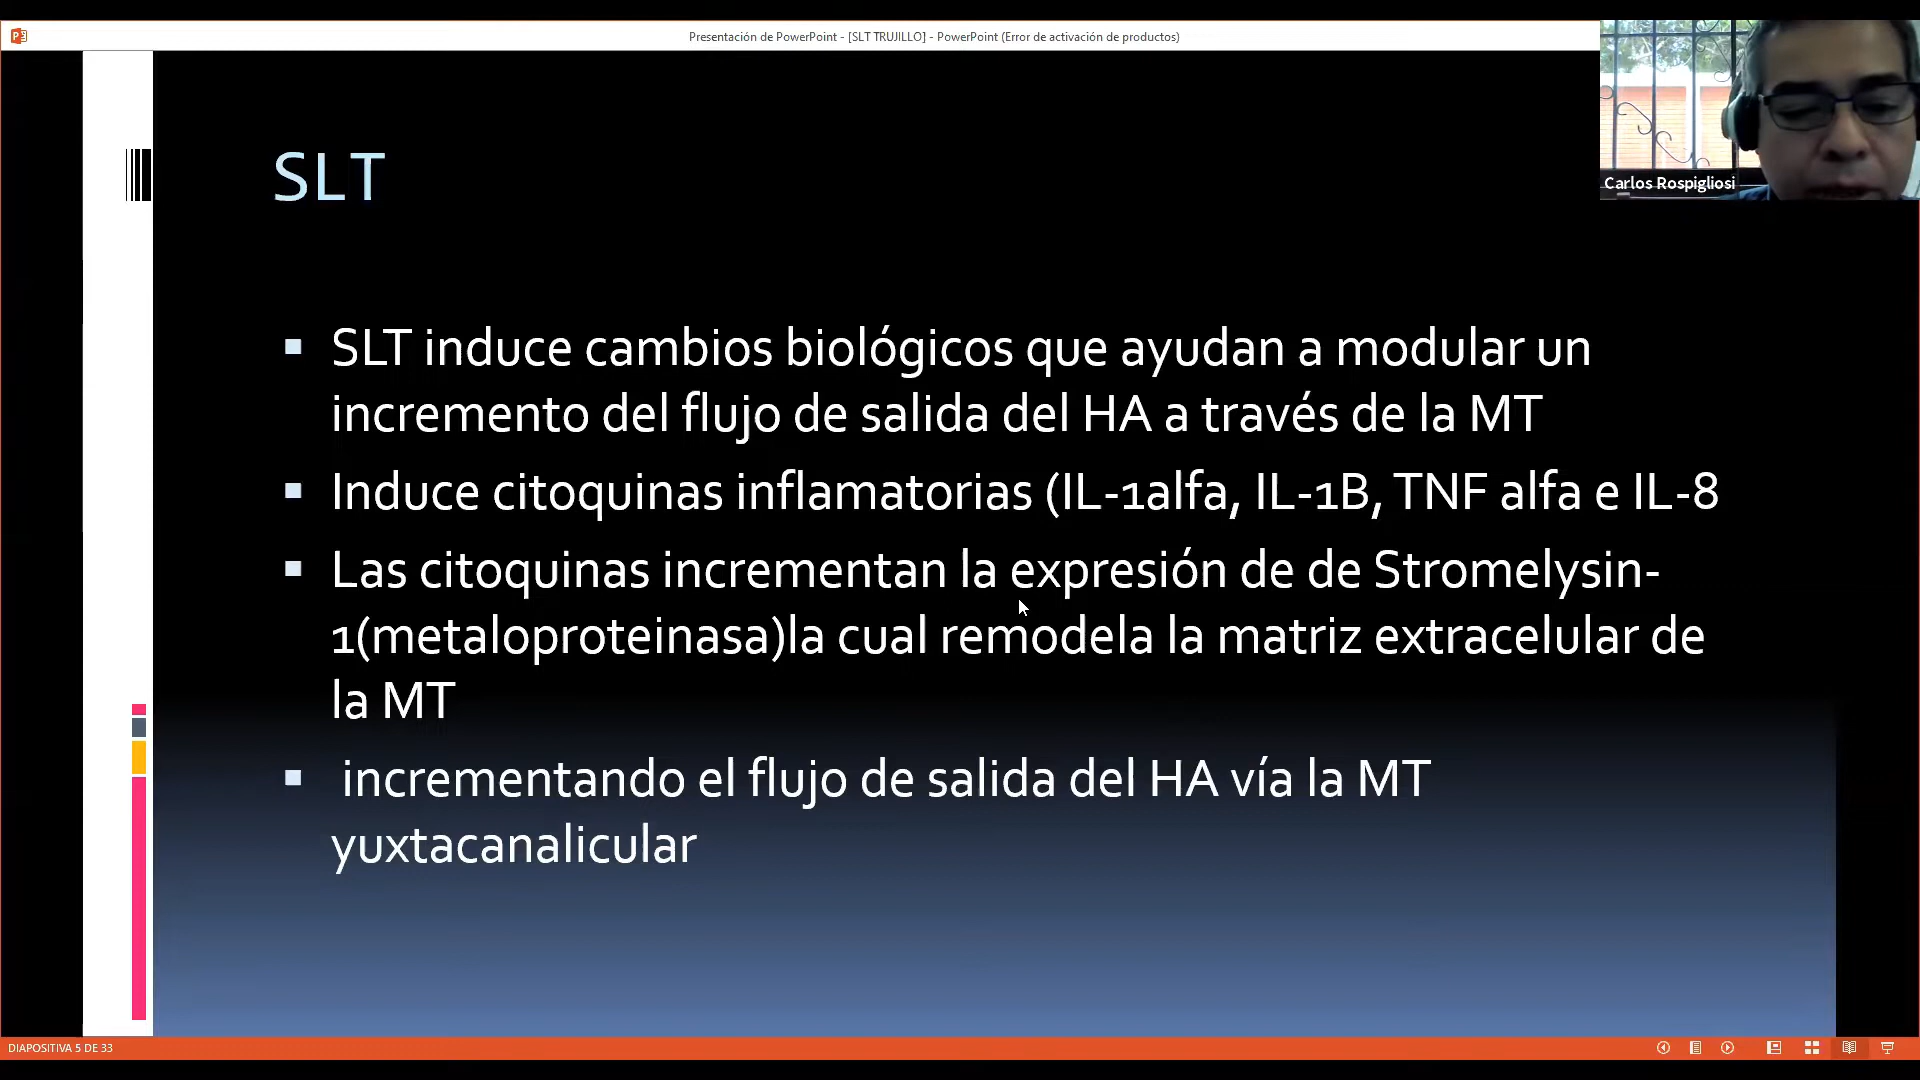 Presentación de PowerPoint - [SLT TRUJILLO] - PowerPoint (Error de activación de productos)
Carlos Rospigliosi
SLT
SLT induce cambios biológicos que ayudan a modular un
incremento del flujo de salida del HA a través de la MT
Induce citoquinas inflamatorias (IL-1alfa, IL-1B, TNF alfa e IL-8
Las citoquinas incrementan la expresión de de Stromelysin-
1(metaloproteinasa)la cual remodela la matriz extracelular de
la MT
incrementando el flujo de salida del HA vía la MT
yuxtacanalicular
DIAPOSITIVA 5 DE 33